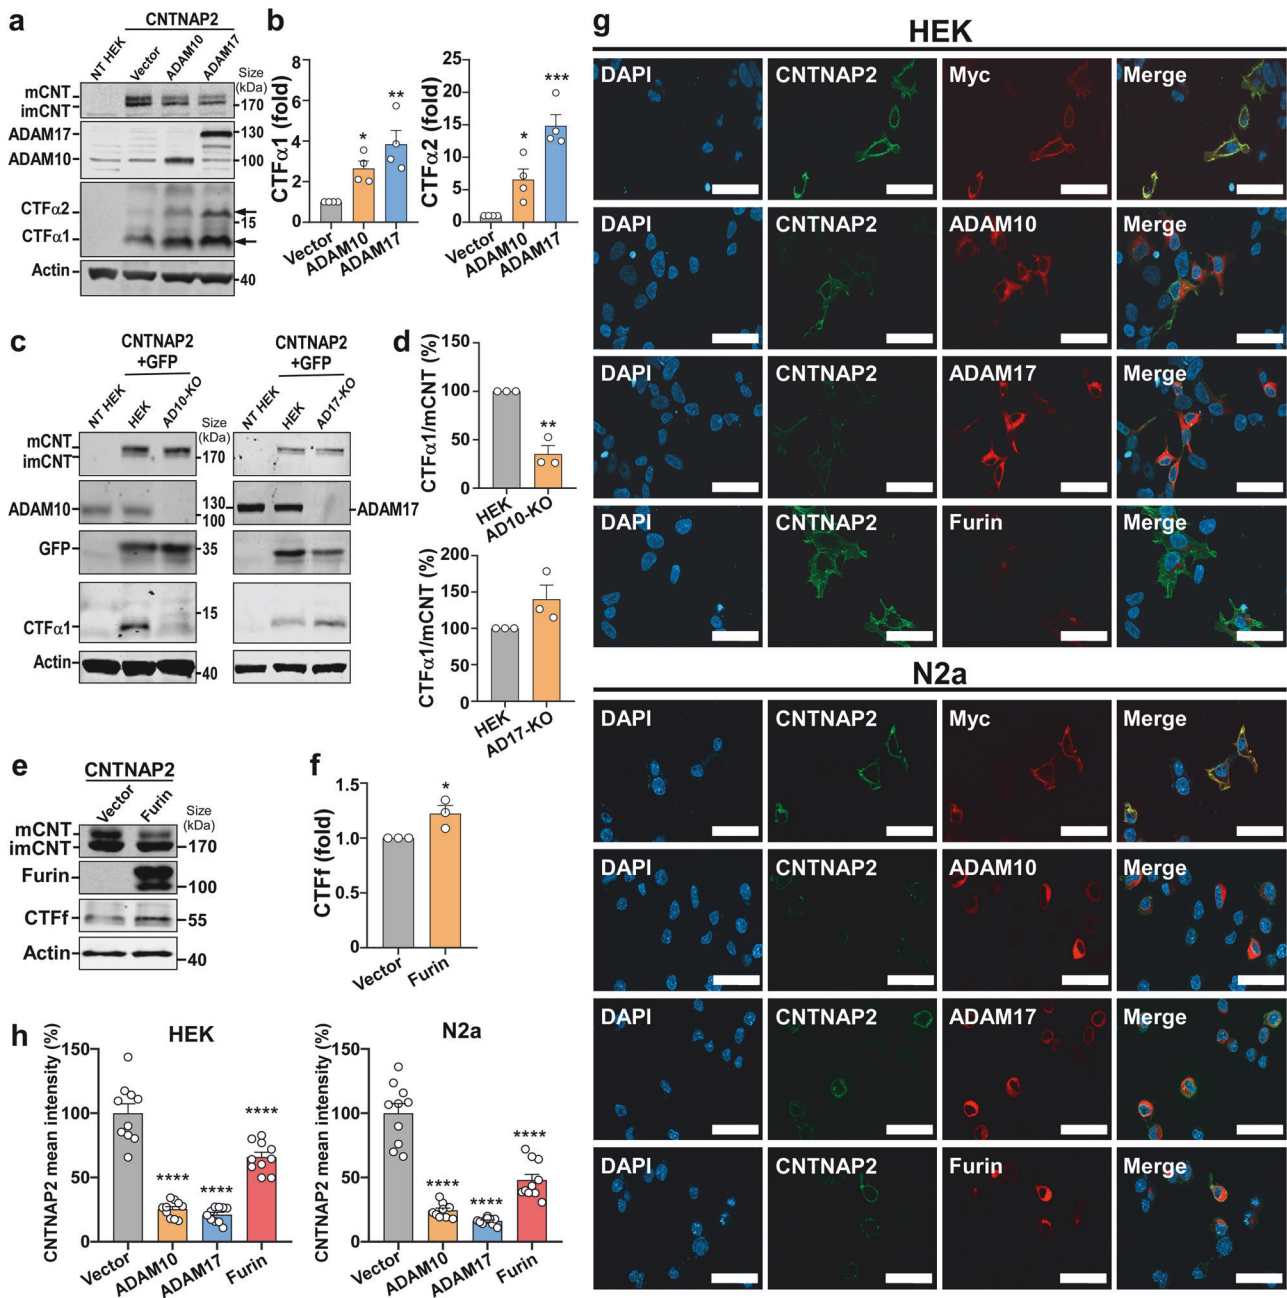 a
CNTNAP2
NT HEK
Vector
ADAM10
ADAM17
Size
(kDa)
mCNT
imCNT
170
ADAM17
130
ADAM10
100
CTFα2
15
CTFα1
Actin
40
b
CTFα1 (fold)
8
6
4
2
0
*
**
Vector
ADAM10
ADAM17
CTFα2 (fold)
25
20
15
10
5
0
*
***
Vector
ADAM10
ADAM17
c
CNTNAP2
+GFP
NT HEK
HEK
AD10-KO
Size
(kDa)
mCNT
imCNT
170
ADAM10
130
100
GFP
35
15
CTFα1
Actin
40
CNTNAP2
+GFP
NT HEK
HEK
AD17-KO
ADAM17
d
CTFα1/mCNT (%)
150
100
50
0
**
HEK
AD10-KO
CTFα1/mCNT (%)
200
150
100
50
0
HEK
AD17-KO
e
CNTNAP2
Vector
Furin
Size
(kDa)
mCNT
imCNT
170
Furin
100
CTFf
55
Actin
40
f
CTFf (fold)
1.5
1.0
0.5
0
*
Vector
Furin
g
HEK
DAPI CNTNAP2 Myc Merge
DAPI CNTNAP2 ADAM10 Merge
DAPI CNTNAP2 ADAM17 Merge
DAPI CNTNAP2 Furin Merge
N2a
DAPI CNTNAP2 Myc Merge
DAPI CNTNAP2 ADAM10 Merge
DAPI CNTNAP2 ADAM17 Merge
DAPI CNTNAP2 Furin Merge
h
HEK
CNTNAP2 mean intensity (%)
150
100
50
0
****
****
****
Vector
ADAM10
ADAM17
Furin
N2a
CNTNAP2 mean intensity (%)
150
100
50
0
****
****
****
Vector
ADAM10
ADAM17
Furin